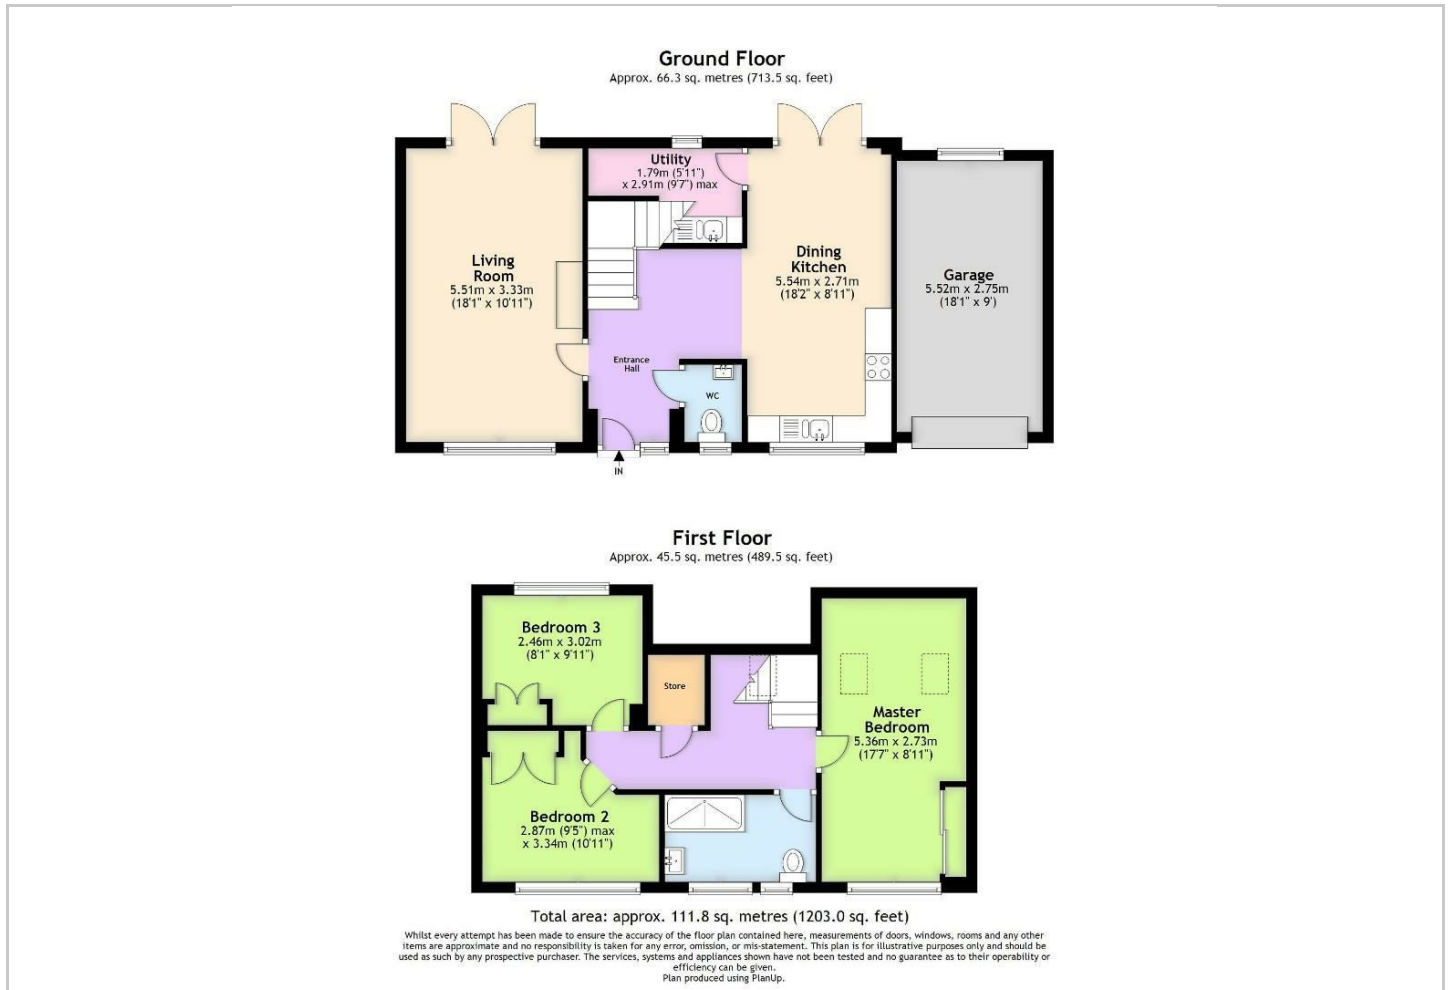 Ground Floor
Approx. 66.3 sq. metres (713.5 sq. feet)
Utility
1.79m (5'11")
x 2.91m (9'7") max
Living
Room
5.51m x 3.33m
(18'1" x 10'11")
Dining
Kitchen
5.54m x 2.71m
(18'2" x 8'11")
Garage
5.52m x 2.75m
(18'1" x 9')
Entrance
Hall
WC
IN
First Floor
Approx. 45.5 sq. metres (489.5 sq. feet)
Bedroom 3
2.46m x 3.02m
(8'1" x 9'11")
Store
Master
Bedroom
5.36m x 2.73m
(17'7" x 8'11")
Bedroom 2
2.87m (9'5") max
x 3.34m (10'11")
Total area: approx. 111.8 sq. metres (1203.0 sq. feet)
Whilst every attempt has been made to ensure the accuracy of the floor plan contained here, measurements of doors, windows, rooms and any other
items are approximate and no responsibility is taken for any error, omission, or mis-statement. This plan is for illustrative purposes only and should be
used as such by any prospective purchaser. The services, systems and appliances shown have not been tested and no guarantee as to their operability or
efficiency can be given.
Plan produced using PlanUp.